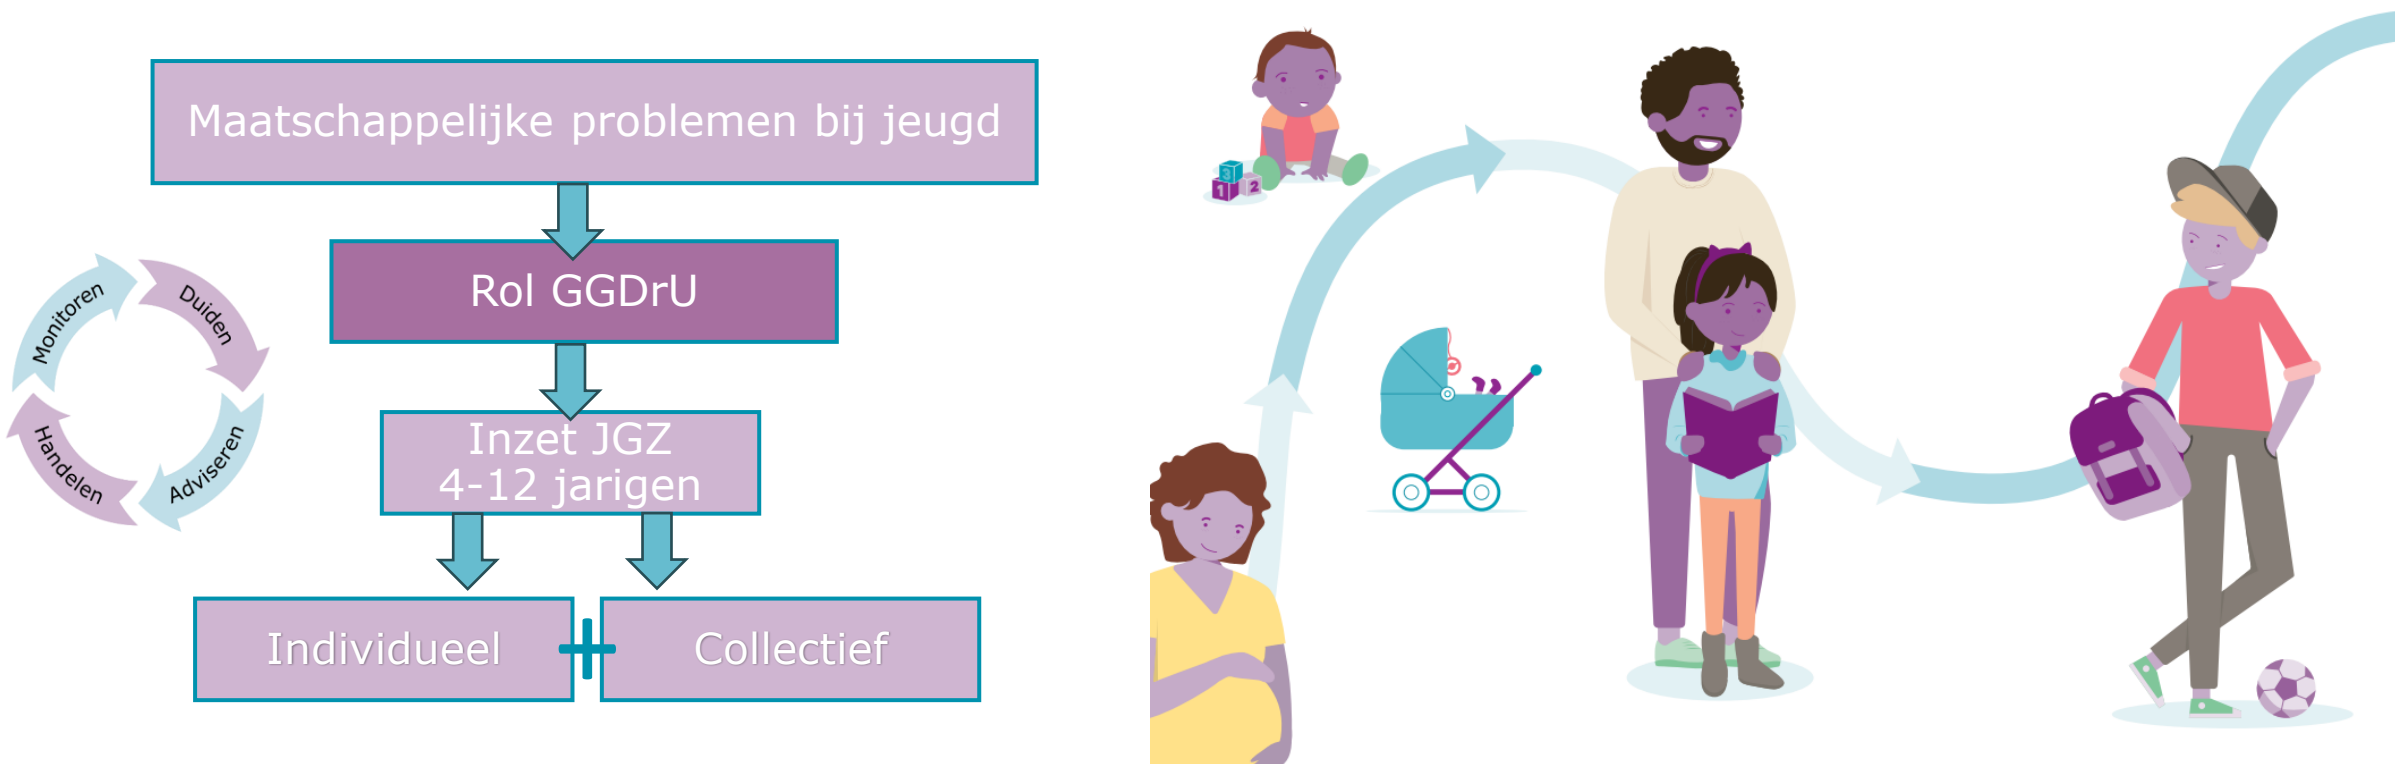 Maatschappelijke problemen bij jeugd
Rol GGDrU
Monitoren
Duiden
Adviseren
Handelen
Inzet JGZ
4-12 jarigen
Individueel
+
Collectief
3
1
2